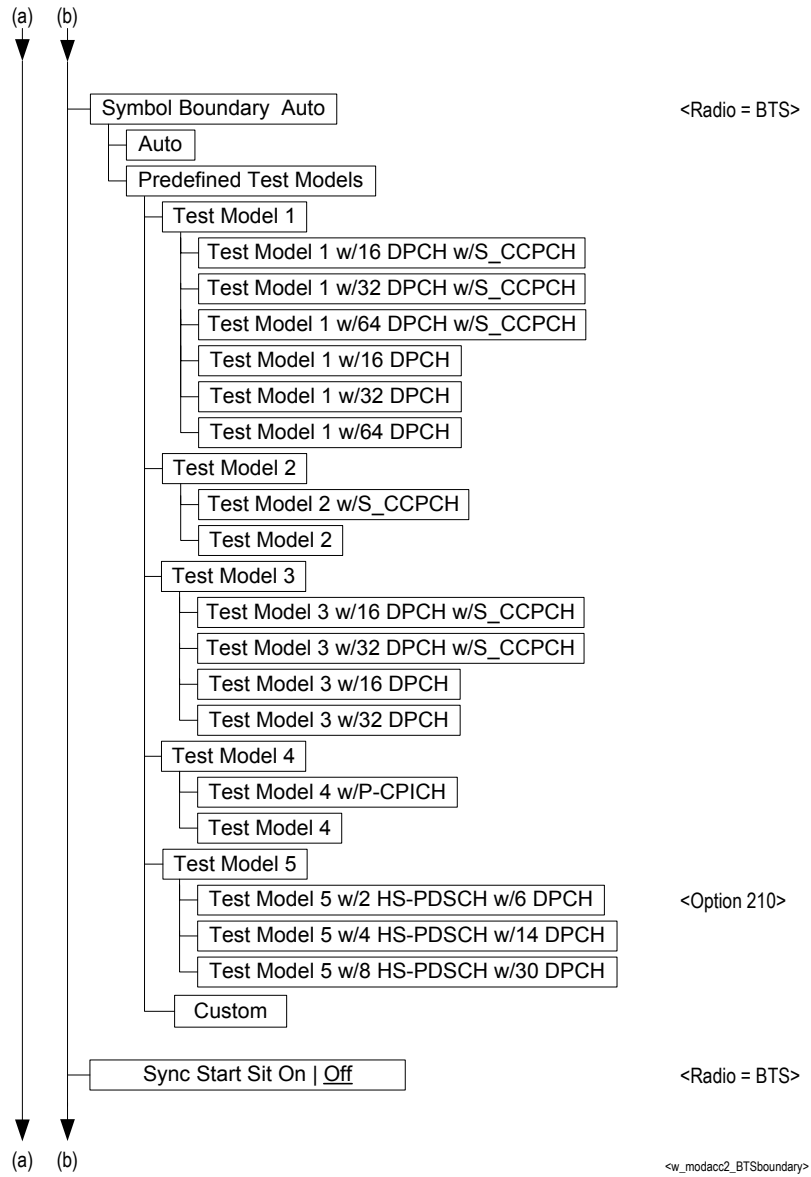 (a) (b)
Symbol Boundary Auto <Radio = BTS>
Auto
Predefined Test Models
Test Model 1
Test Model 1 w/16 DPCH w/S_CCPCH
Test Model 1 w/32 DPCH w/S_CCPCH
Test Model 1 w/64 DPCH w/S_CCPCH
Test Model 1 w/16 DPCH
Test Model 1 w/32 DPCH
Test Model 1 w/64 DPCH
Test Model 2
Test Model 2 w/S_CCPCH
Test Model 2
Test Model 3
Test Model 3 w/16 DPCH w/S_CCPCH
Test Model 3 w/32 DPCH w/S_CCPCH
Test Model 3 w/16 DPCH
Test Model 3 w/32 DPCH
Test Model 4
Test Model 4 w/P-CPICH
Test Model 4
Test Model 5
Test Model 5 w/2 HS-PDSCH w/6 DPCH <Option 210>
Test Model 5 w/4 HS-PDSCH w/14 DPCH
Test Model 5 w/8 HS-PDSCH w/30 DPCH
Custom
Sync Start Sit On | Off <Radio = BTS>
(a) (b)
<w_modacc2_BTSboundary>